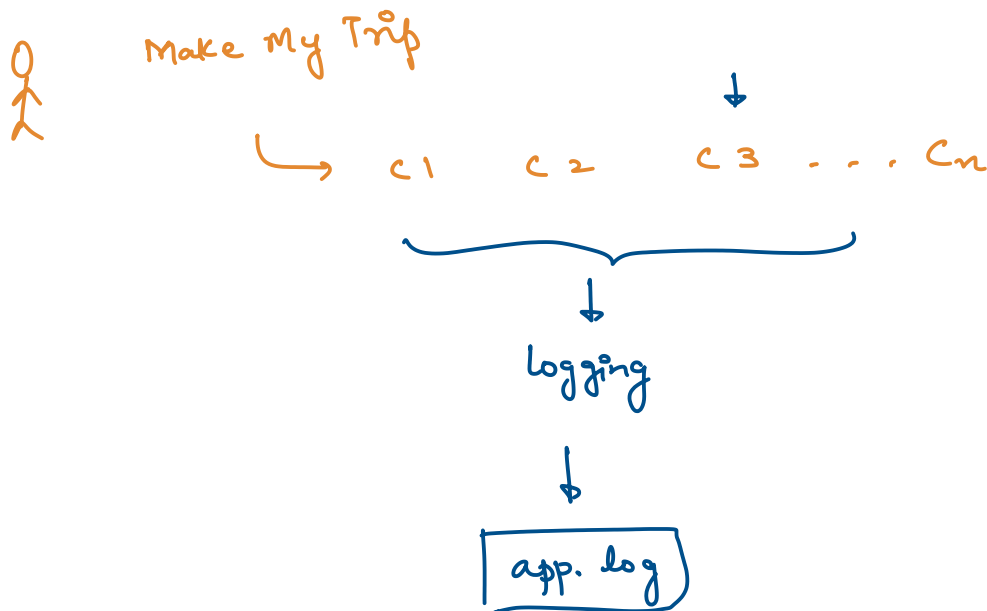 Make My Trip
C1 C2 C3 . . . Cn
logging
app.log